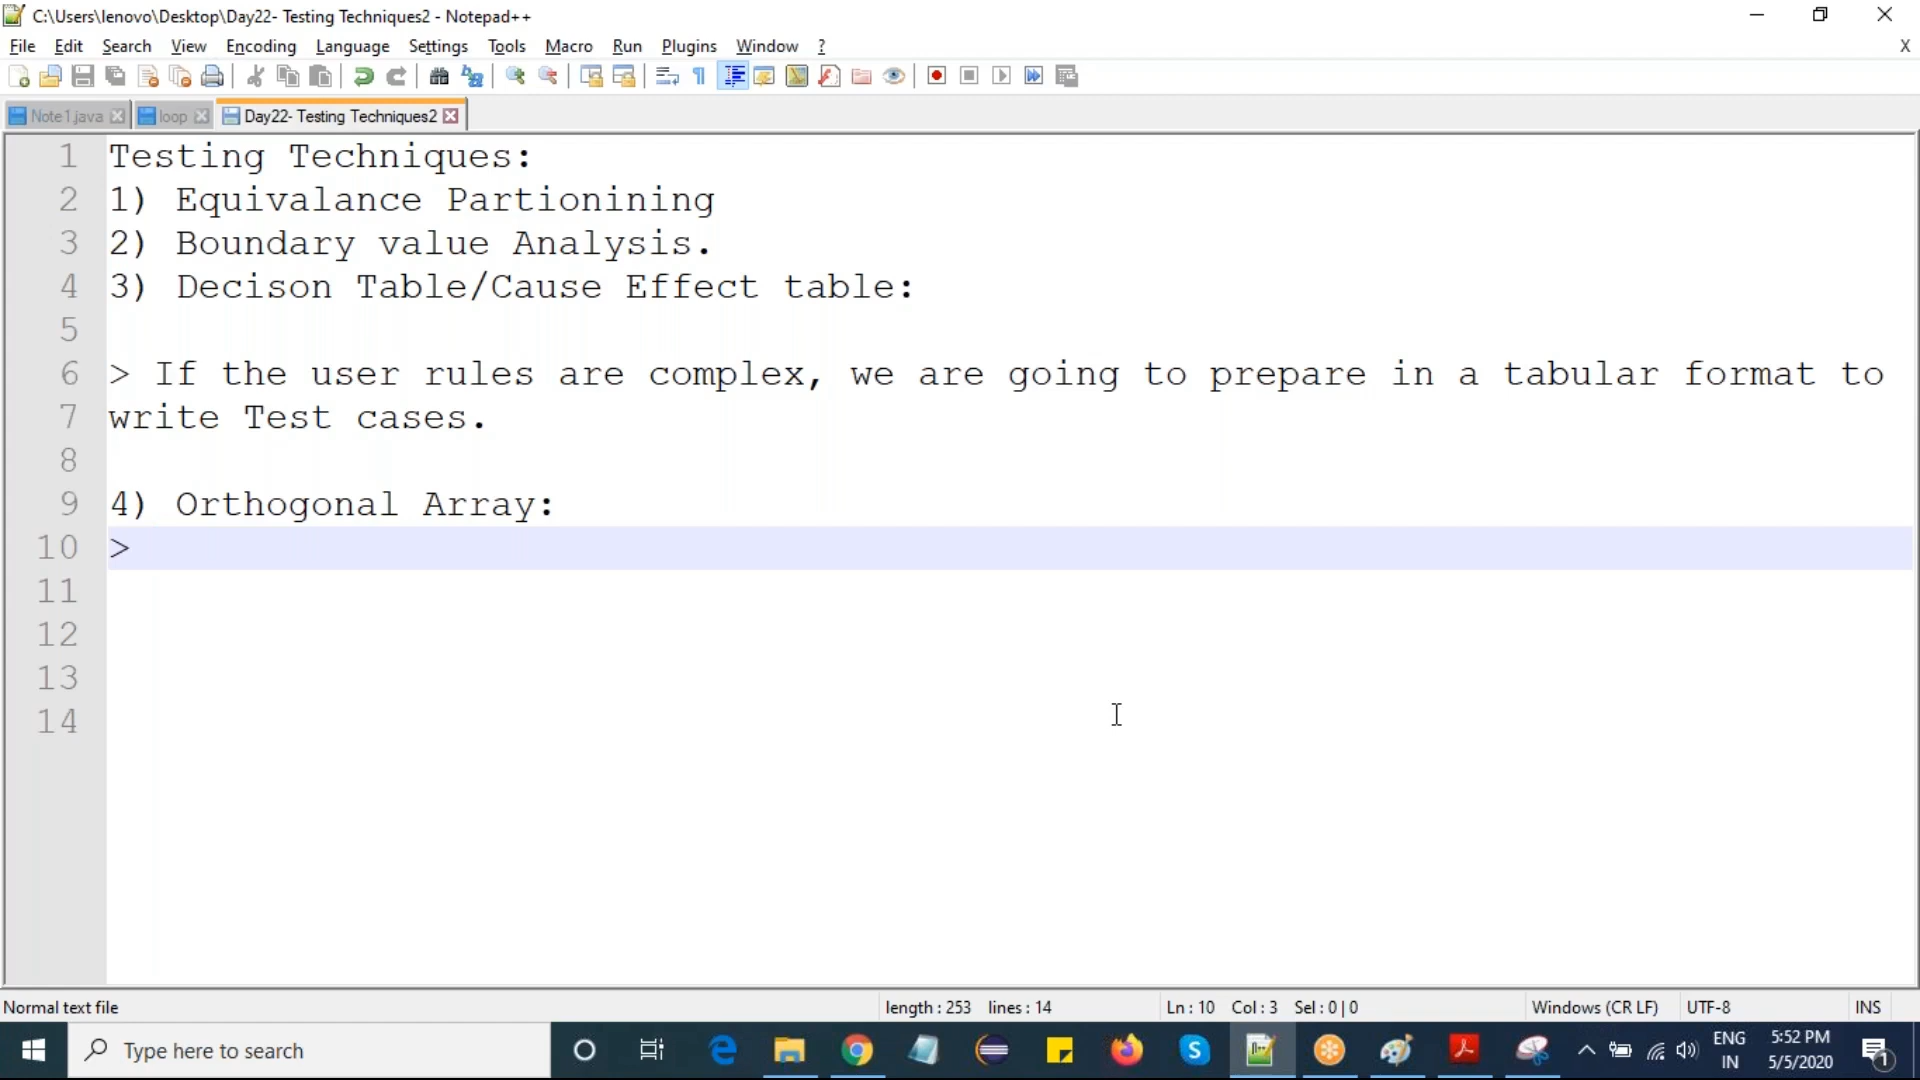 C:\Users\lenovo\Desktop\Day22- Testing Techniques2 - Notepad++
File Edit Search View Encoding Language Settings Tools Macro Run Plugins Window ? X
Note1.java loop Day22- Testing Techniques2
1 Testing Techniques:
2 1) Equivalance Partionining
3 2) Boundary value Analysis.
4 3) Decison Table/Cause Effect table:
5
6 > If the user rules are complex, we are going to prepare in a tabular format to
7 write Test cases.
8
9 4) Orthogonal Array:
10 >
11
12
13
14
Normal text file length : 253 lines : 14 Ln : 10 Col : 3 Sel : 0 | 0 Windows (CR LF) UTF-8 INS
Type here to search
ENG 5:52 PM
IN 5/5/2020 1